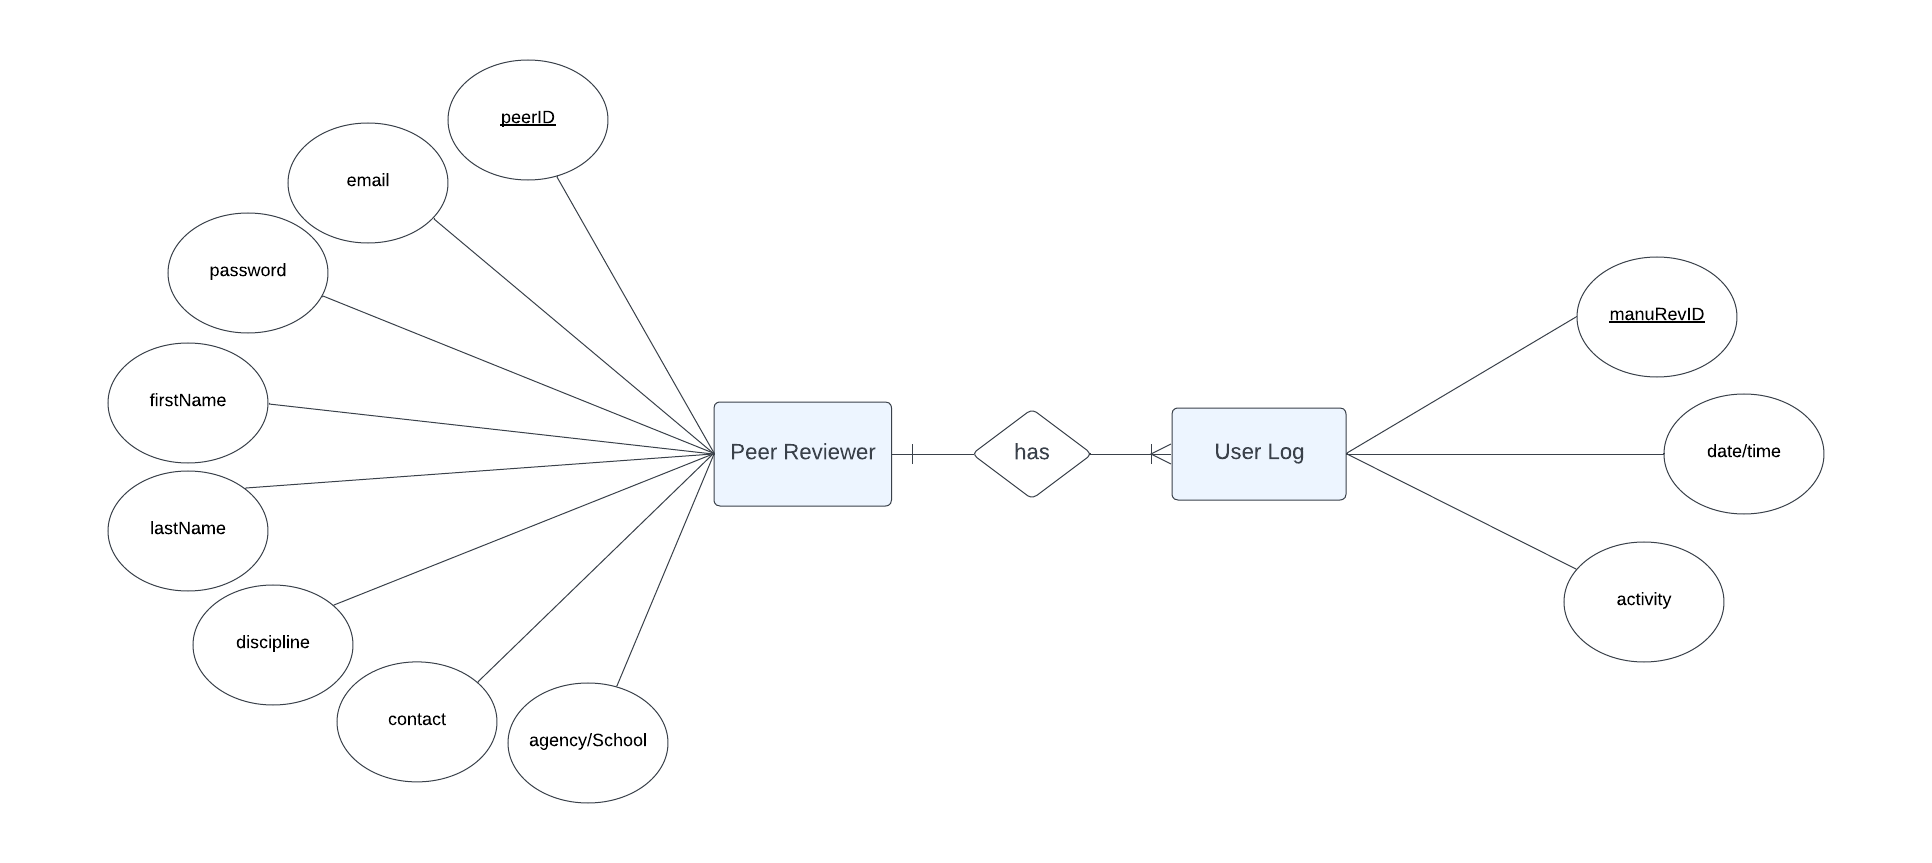 peerID
email
password
firstName
lastName
discipline
contact
agency/School
Peer Reviewer
has
User Log
manuRevID
date/time
activity